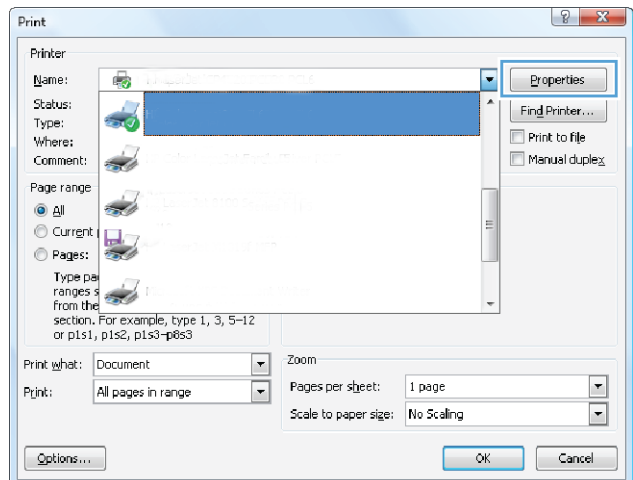 Print
Printer
Name:
Properties
Status:
Find Printer...
Type:
Where:
Print to file
Comment:
Manual duplex
Page range
All
Current
Pages:
Type
ranges
from the
section. For example, type 1, 3, 5–12
or p1s1, p1s2, p1s3–p8s3
Print what: Document
Print: All pages in range
Zoom
Pages per sheet: 1 page
Scale to paper size: No Scaling
Options...
OK
Cancel